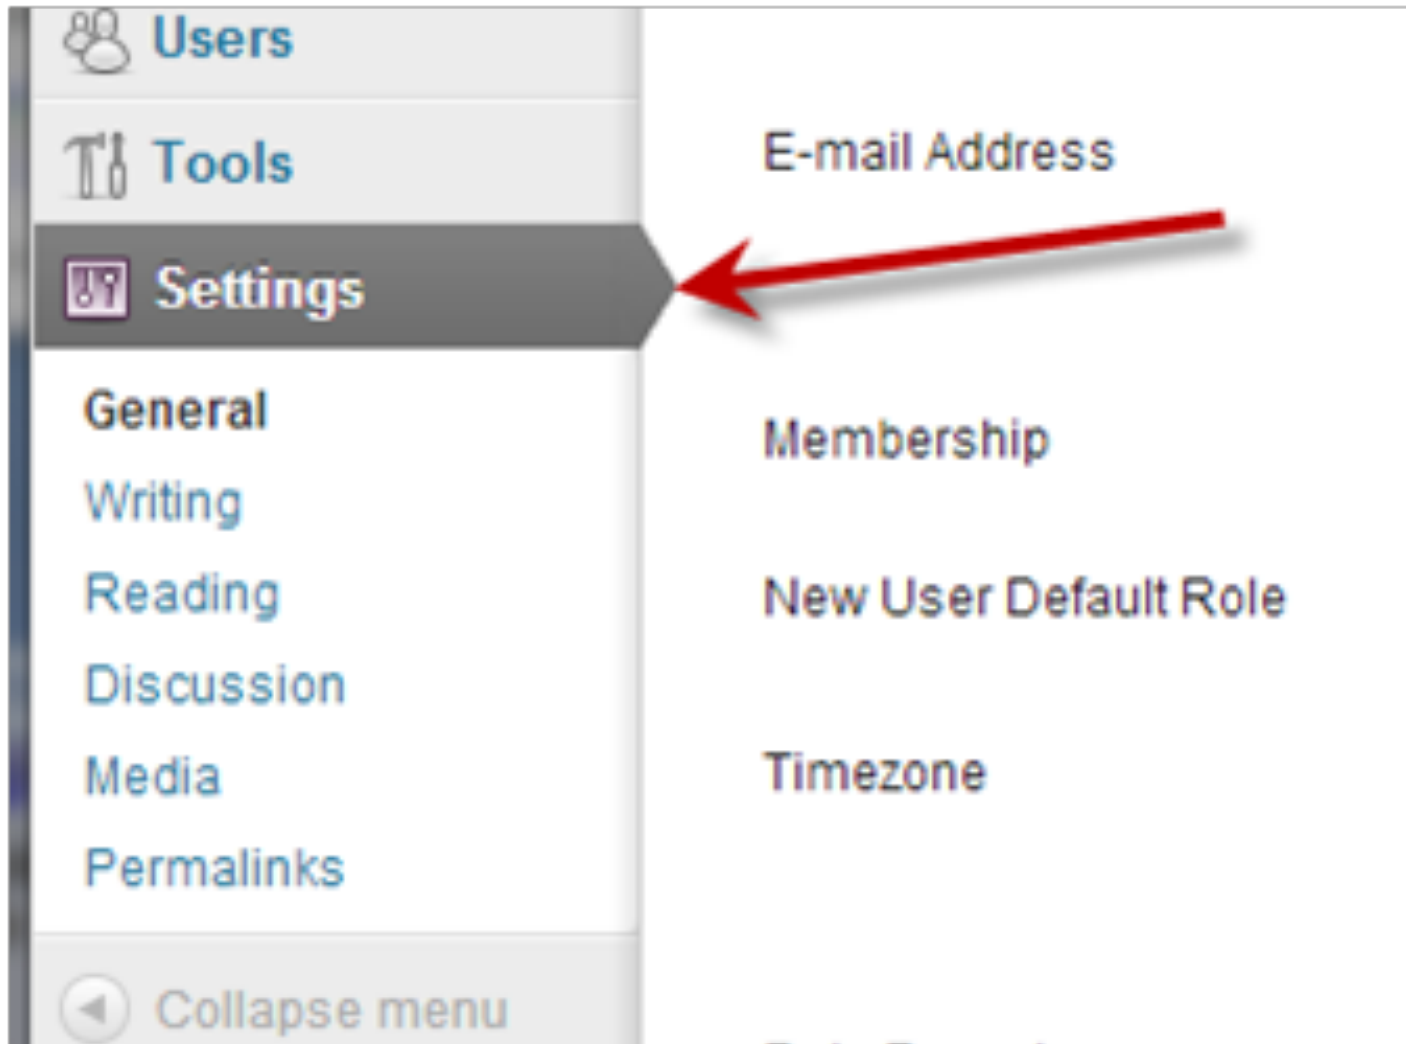 Users
Tools
Settings
General
Writing
Reading
Discussion
Media
Permalinks
Collapse menu
E-mail Address
Membership
New User Default Role
Timezone